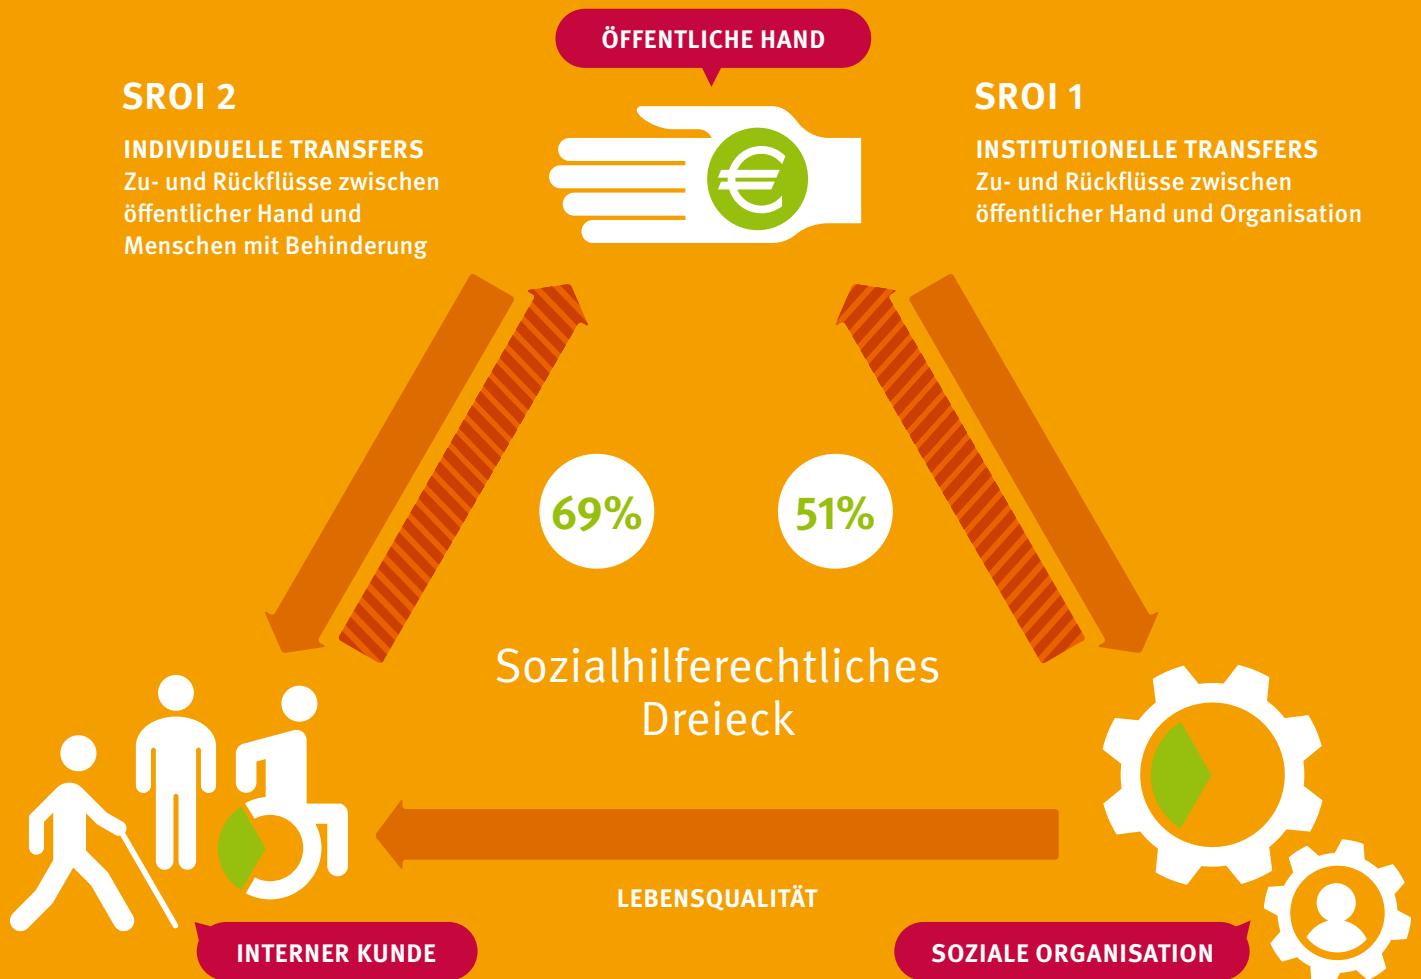 ÖFFENTLICHE HAND
SROI 2
INDIVIDUELLE TRANSFERS
Zu- und Rückflüsse zwischen
öffentlicher Hand und
Menschen mit Behinderung
€
SROI 1
INSTITUTIONELLE TRANSFERS
Zu- und Rückflüsse zwischen
öffentlicher Hand und Organisation
69%
51%
Sozialhilferechtliches
Dreieck
LEBENSQUALITÄT
INTERNER KUNDE
SOZIALE ORGANISATION